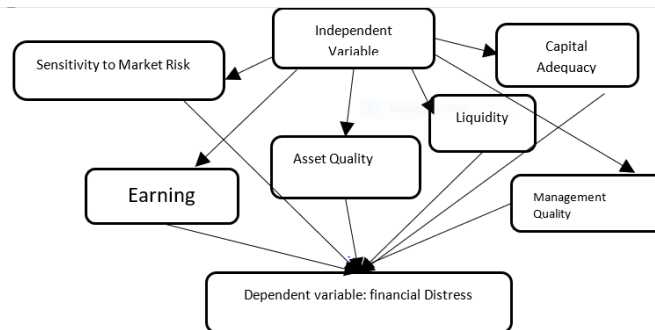 Independent
Variable
Sensitivity to Market Risk
Capital
Adequacy
Liquidity
Asset Quality
Earning
Management
Quality
Dependent variable: financial Distress